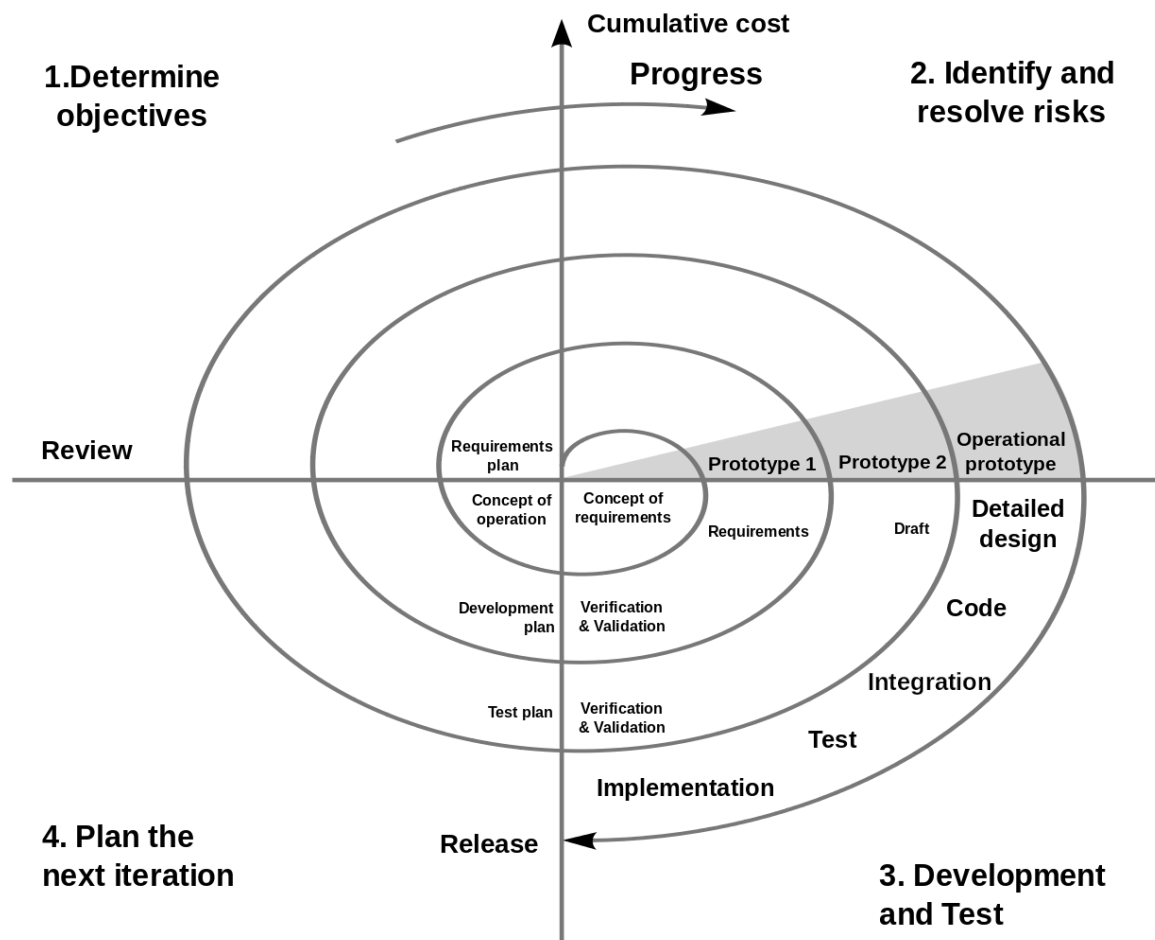 Cumulative cost
Progress
1.Determine
objectives
2. Identify and
resolve risks
Review
Requirements
plan
Prototype 1
Prototype 2
Operational
prototype
Concept of
operation
Concept of
requirements
Requirements
Draft
Detailed
design
Development
plan
Verification
& Validation
Code
Integration
Test plan
Verification
& Validation
Test
Implementation
Release
4. Plan the
next iteration
3. Development
and Test